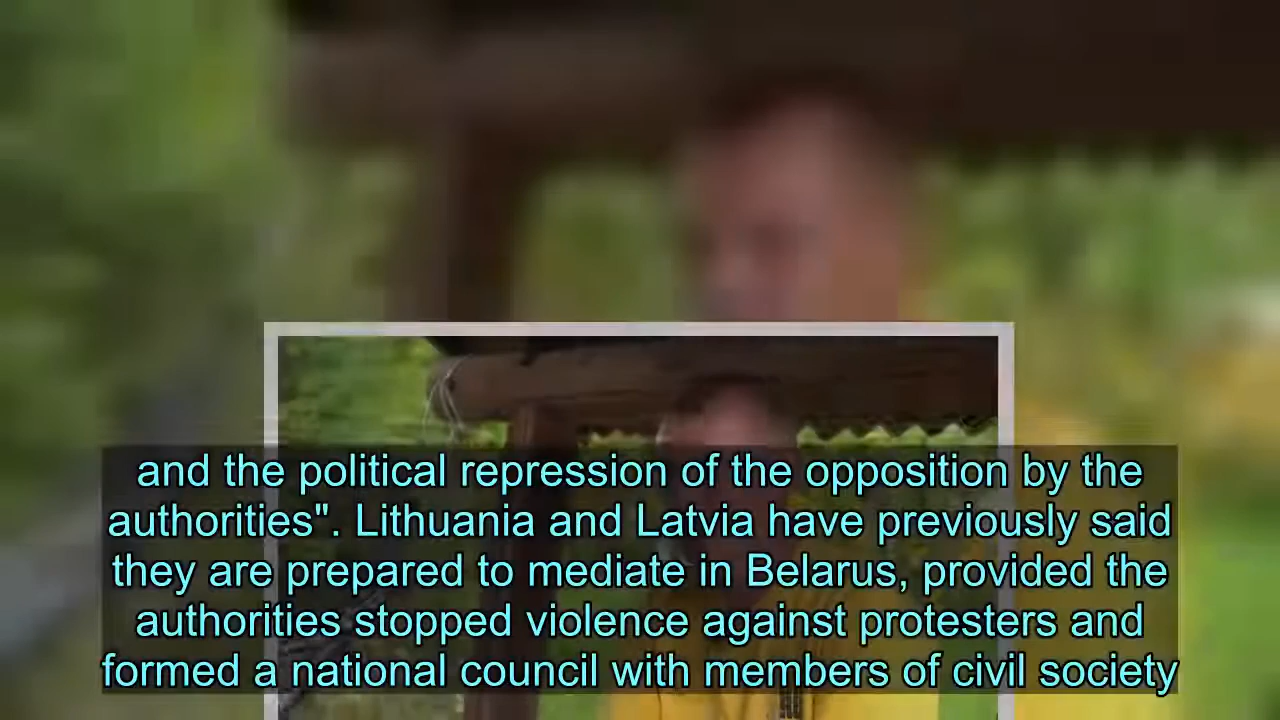 and the political repression of the opposition by the
authorities". Lithuania and Latvia have previously said
they are prepared to mediate in Belarus, provided the
authorities stopped violence against protesters and
formed a national council with members of civil society